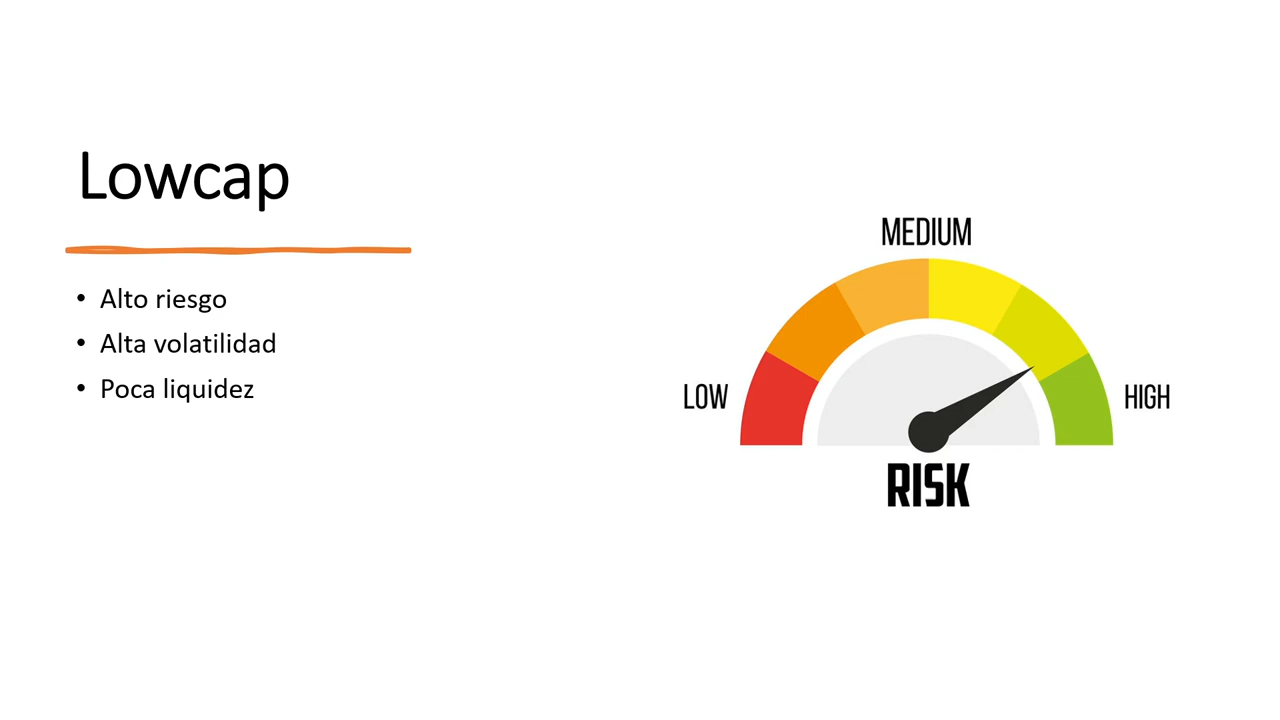 Lowcap
• Alto riesgo
• Alta volatilidad
• Poca liquidez
MEDIUM
LOW
HIGH
RISK